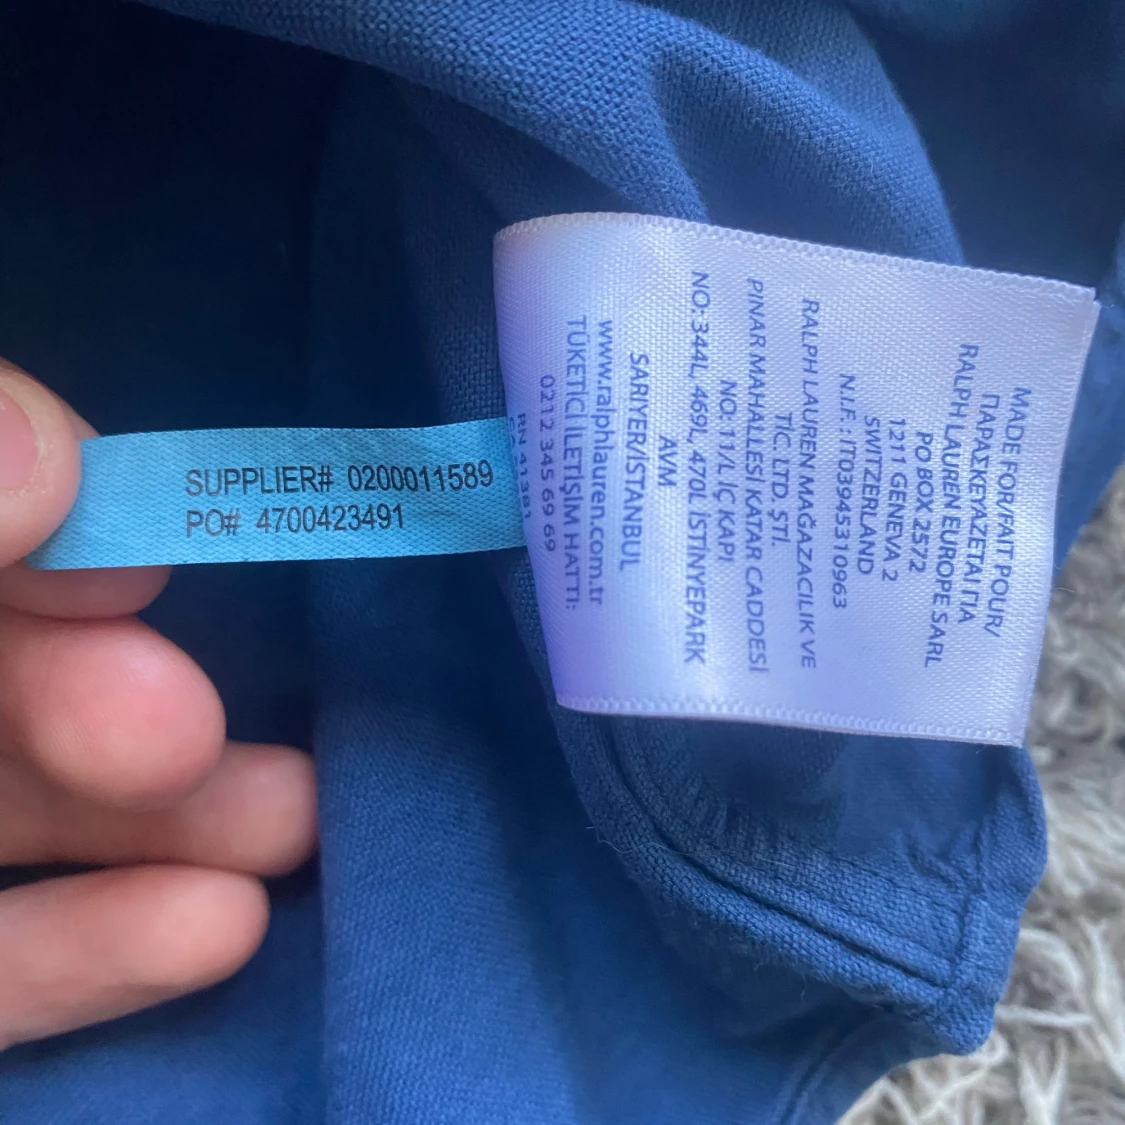 SUPPLIER# 0200011589
PO# 4700423491
MADE FOR/FAIT POUR/
ΠΑΡΑΣΚΕΥΑΖΕΤΑΙ ΓΙΑ
RALPH LAUREN EUROPE SARL
PO BOX 2572
1211 GENEVA 2
SWITZERLAND
N.I.F. : IT03945310963
RALPH LAUREN MAĞAZACILIK VE
TİC. LTD. ŞTİ.
PINAR MAHALLESİ KATAR CADDESİ
NO: 11/L İÇ KAPI
NO: 344L, 469L, 470L İSTİNYEPARK
AVM
SARIYER/İSTANBUL
www.ralphlauren.com.tr
TÜKETİCİ İLETİŞİM HATTI:
0212 345 69 69
RN 41381